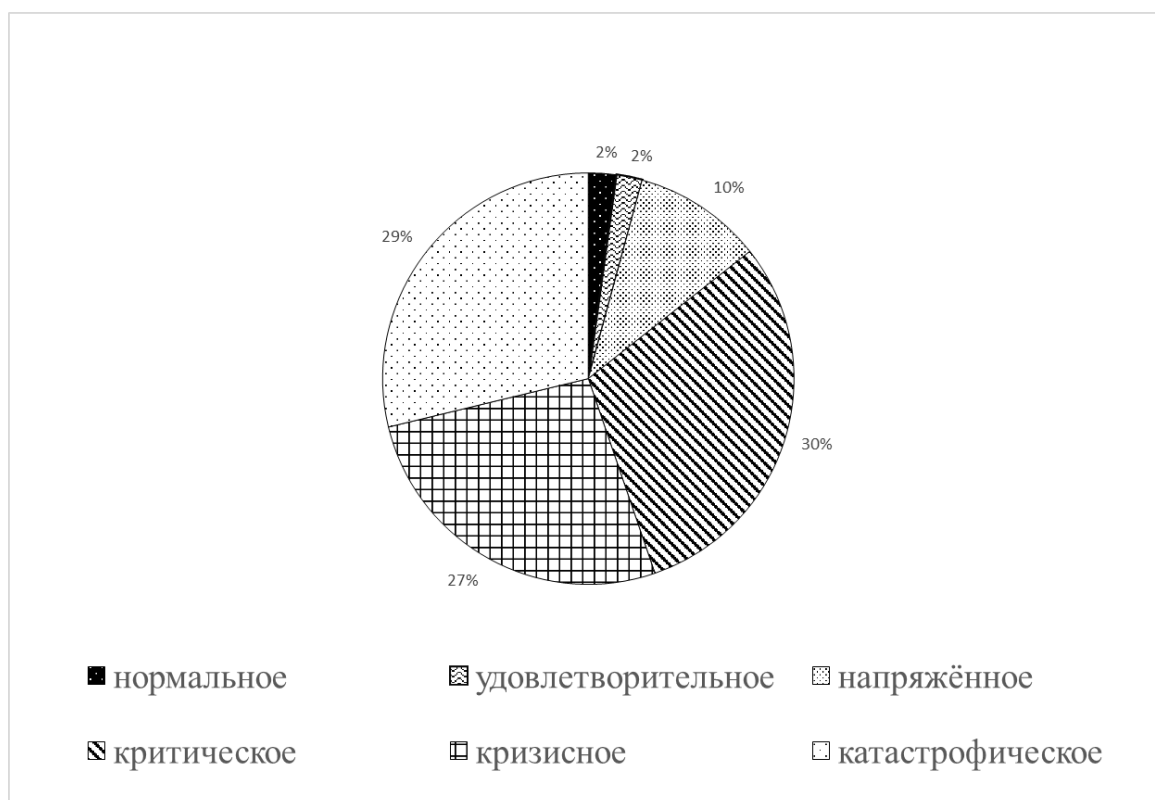 2%
2%
10%
29%
30%
27%
нормальное
удовлетворительное
напряжённое
критическое
кризисное
катастрофическое